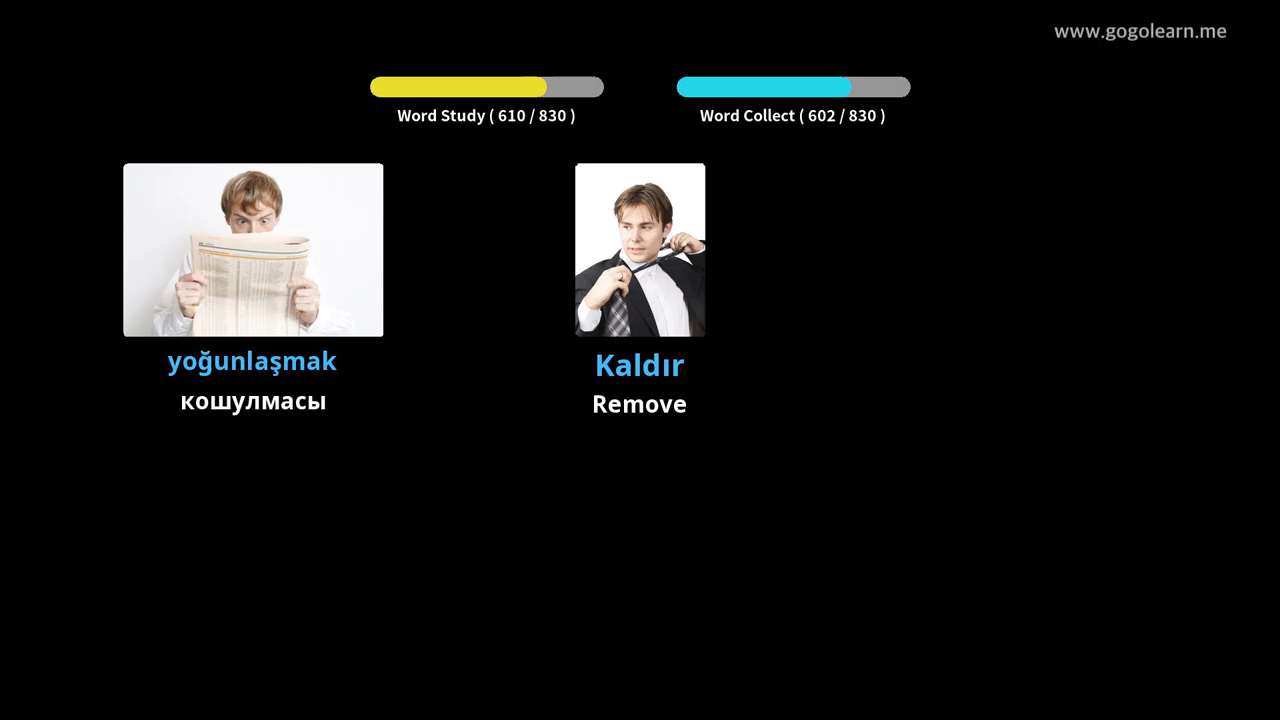 www.gogolearn.me
Word Study ( 610 / 830 )
Word Collect ( 602 / 830 )
yoğunlaşmak
кошулмасы
Kaldır
Remove